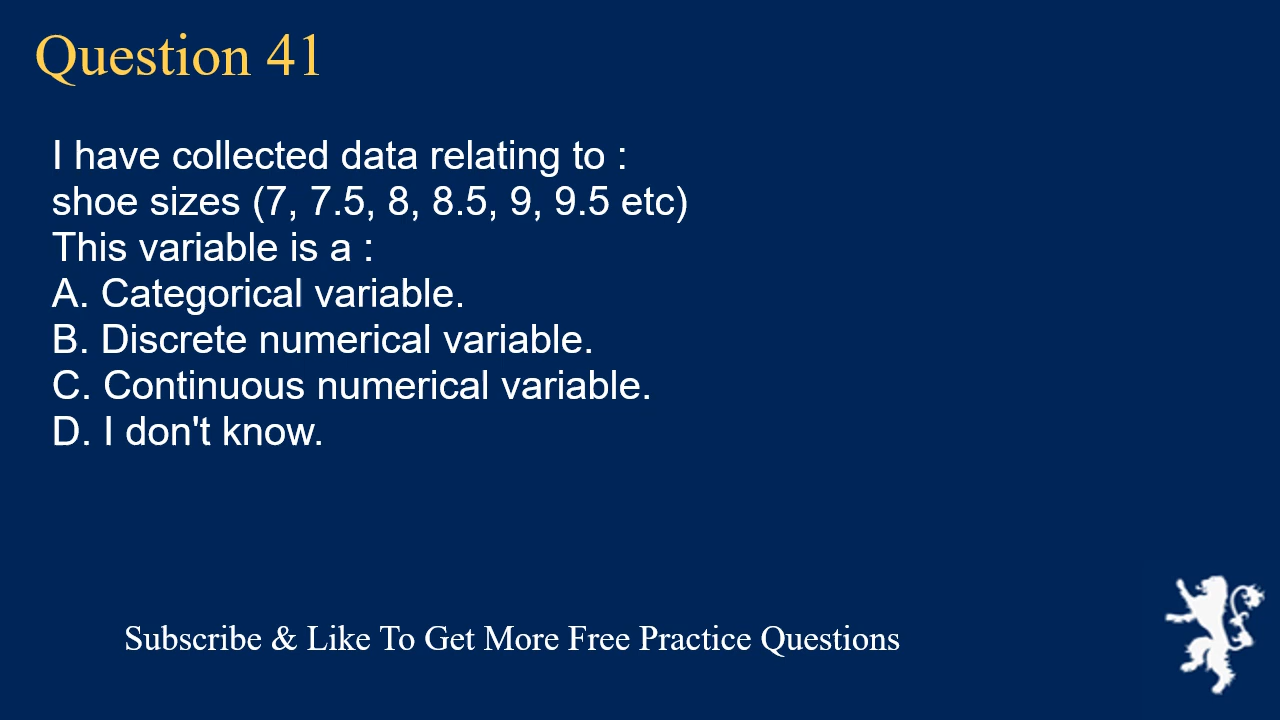 Question 41
I have collected data relating to :
shoe sizes (7, 7.5, 8, 8.5, 9, 9.5 etc)
This variable is a :
A. Categorical variable.
B. Discrete numerical variable.
C. Continuous numerical variable.
D. I don't know.
Subscribe & Like To Get More Free Practice Questions